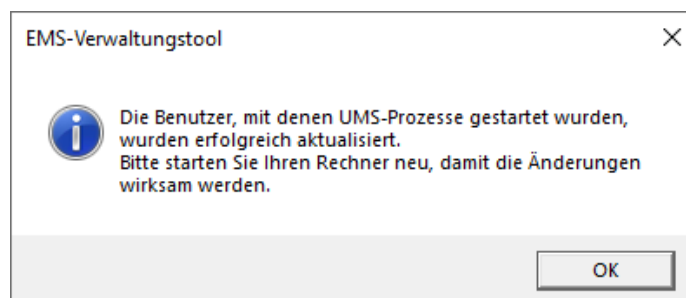 EMS-Verwaltungstool
Die Benutzer, mit denen UMS-Prozesse gestartet wurden,
wurden erfolgreich aktualisiert.
Bitte starten Sie Ihren Rechner neu, damit die Änderungen
wirksam werden.
OK